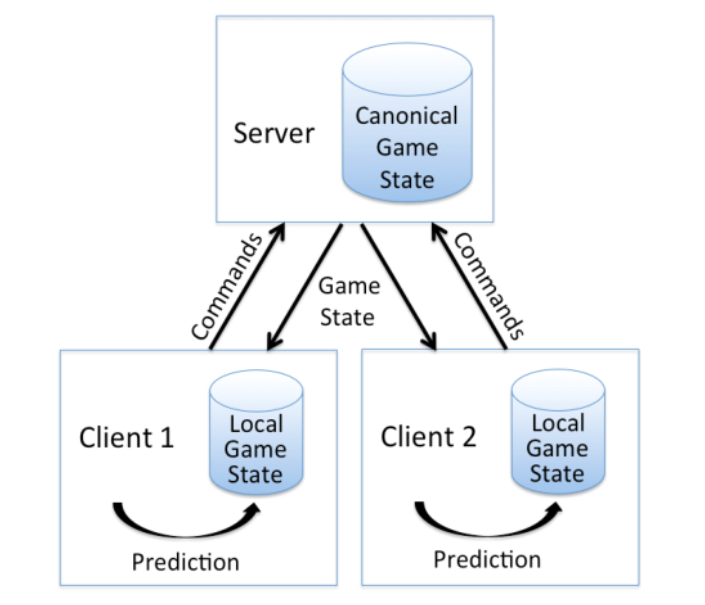 Server
Canonical
Game
State
Commands
Game
State
Commands
Client 1
Local
Game
State
Prediction
Client 2
Local
Game
State
Prediction